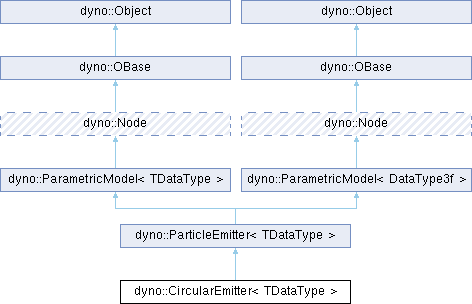 dyno::Object
dyno::Object
dyno::OBase
dyno::OBase
dyno::Node
dyno::Node
dyno::ParametricModel< TDataType >
dyno::ParametricModel< DataType3f >
dyno::ParticleEmitter< TDataType >
dyno::CircularEmitter< TDataType >